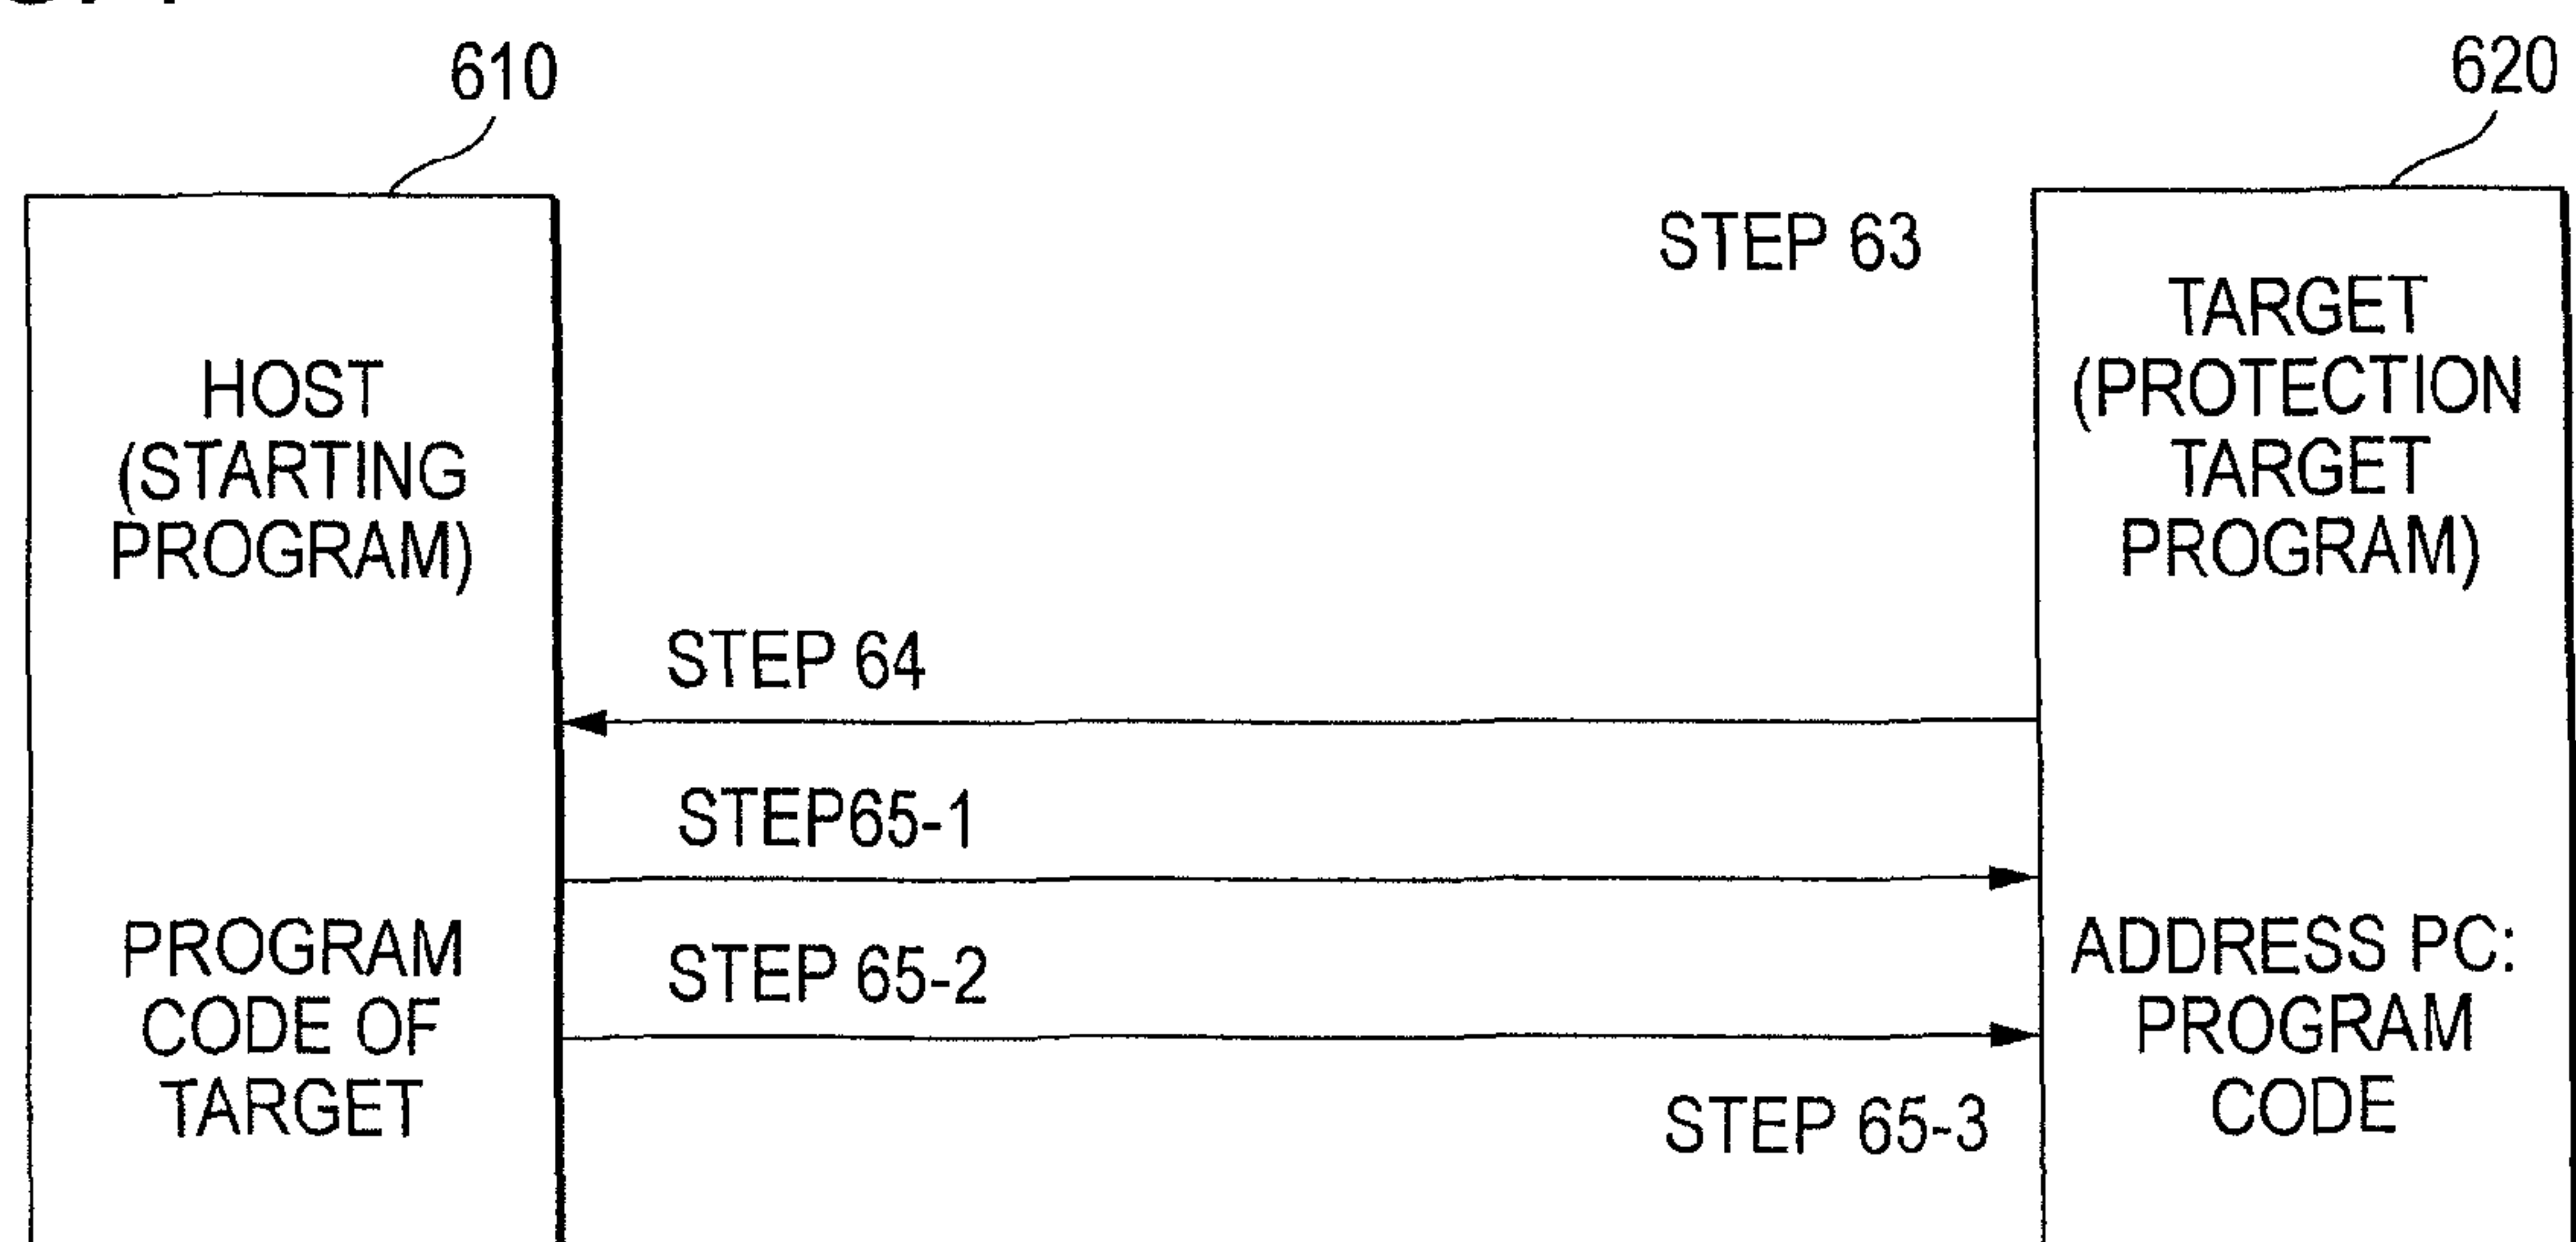 610
620
STEP 63
HOST
(STARTING
PROGRAM)
TARGET
(PROTECTION
TARGET
PROGRAM)
STEP 64
STEP65-1
STEP 65-2
PROGRAM
CODE OF
TARGET
ADDRESS PC:
PROGRAM
CODE
STEP 65-3